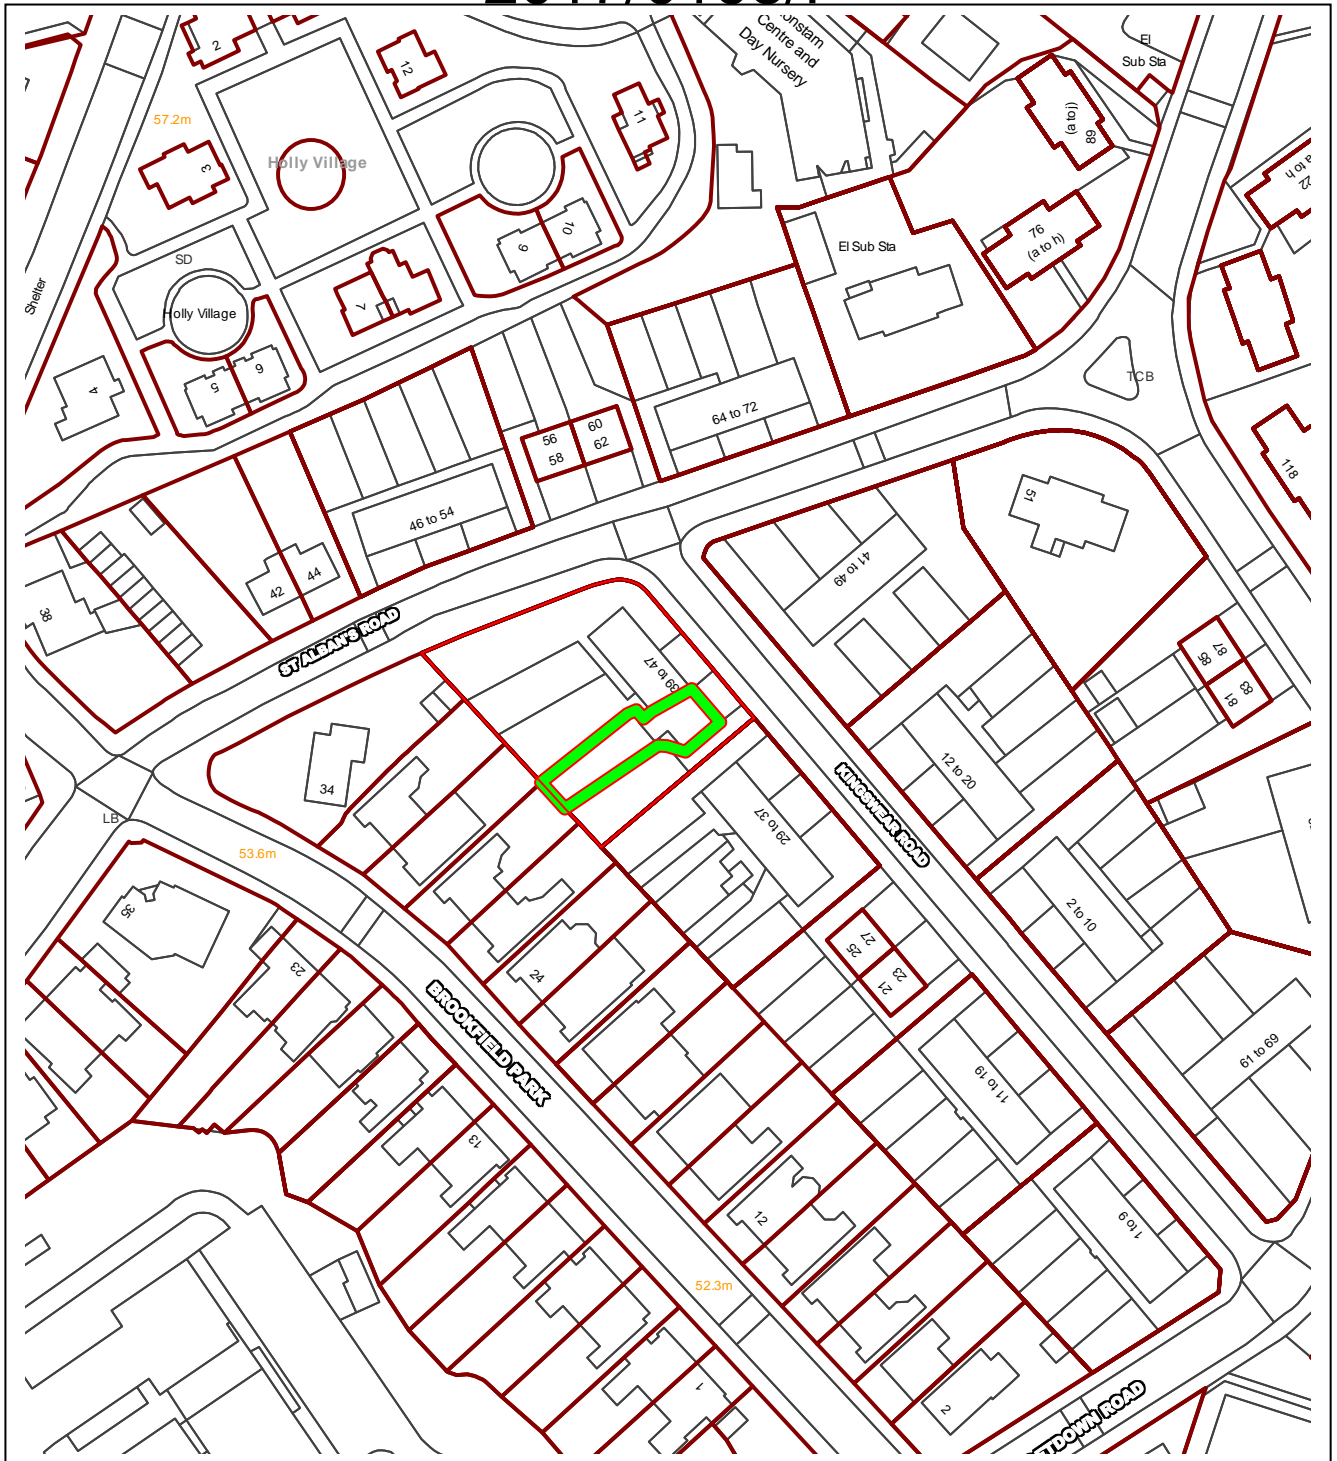 2
12
11
57.2m
3
Holly Village
Centre and
Day Nursery
El
Sub Sta
(a to j)
89
22
9
10
76
(a to h)
El Sub Sta
SD
Shelter
Holly Village
7
5
6
4
TCB
64 to 72
56
58
60
62
118
51
46 to 54
41 to 49
42
44
38
ST ALBAN'S ROAD
39 to 47
87
85
83
81
34
12 to 20
KINGSWEAR ROAD
LB
53.6m
29 to 37
35
2 to 10
27
25
23
21
23
24
BROOKFIELD PARK
61 to 69
11 to 19
13
12
1 to 9
52.3m
1
2